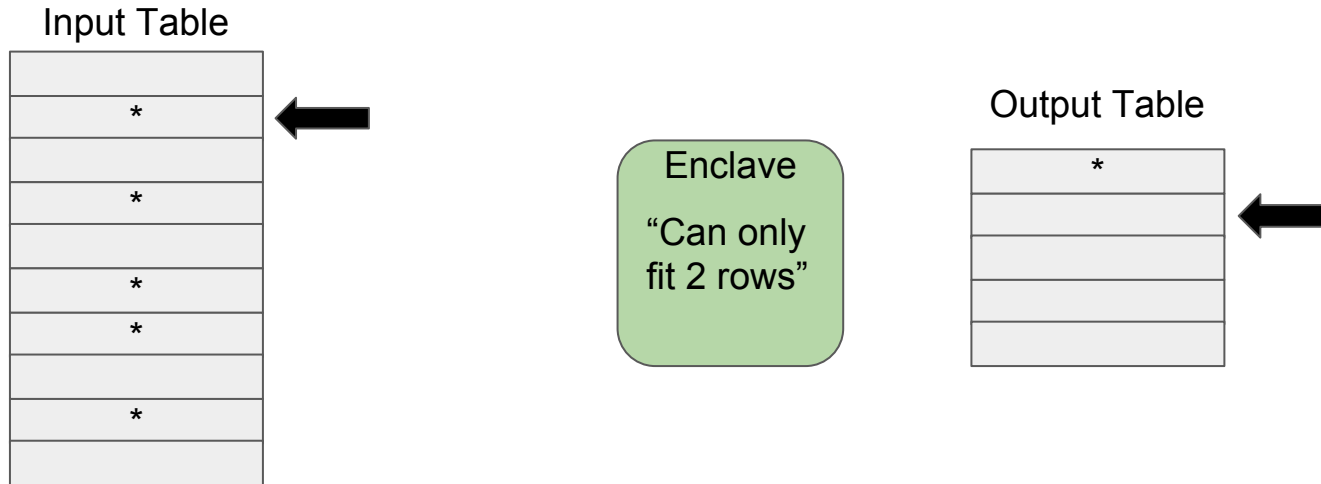 Input Table
*
*
*
*
*
Enclave
“Can only
fit 2 rows”
Output Table
*